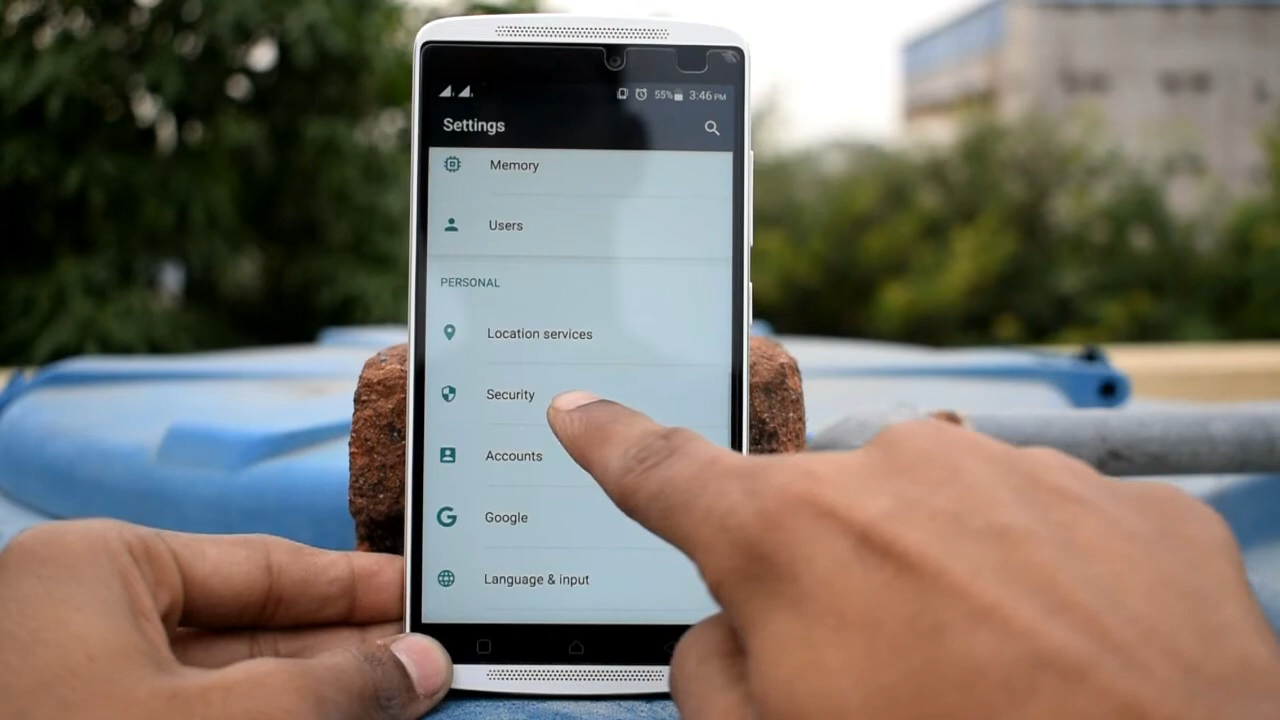 55% 3:46 PM
Settings
Memory
Users
PERSONAL
Location services
Security
Accounts
Google
Language & input